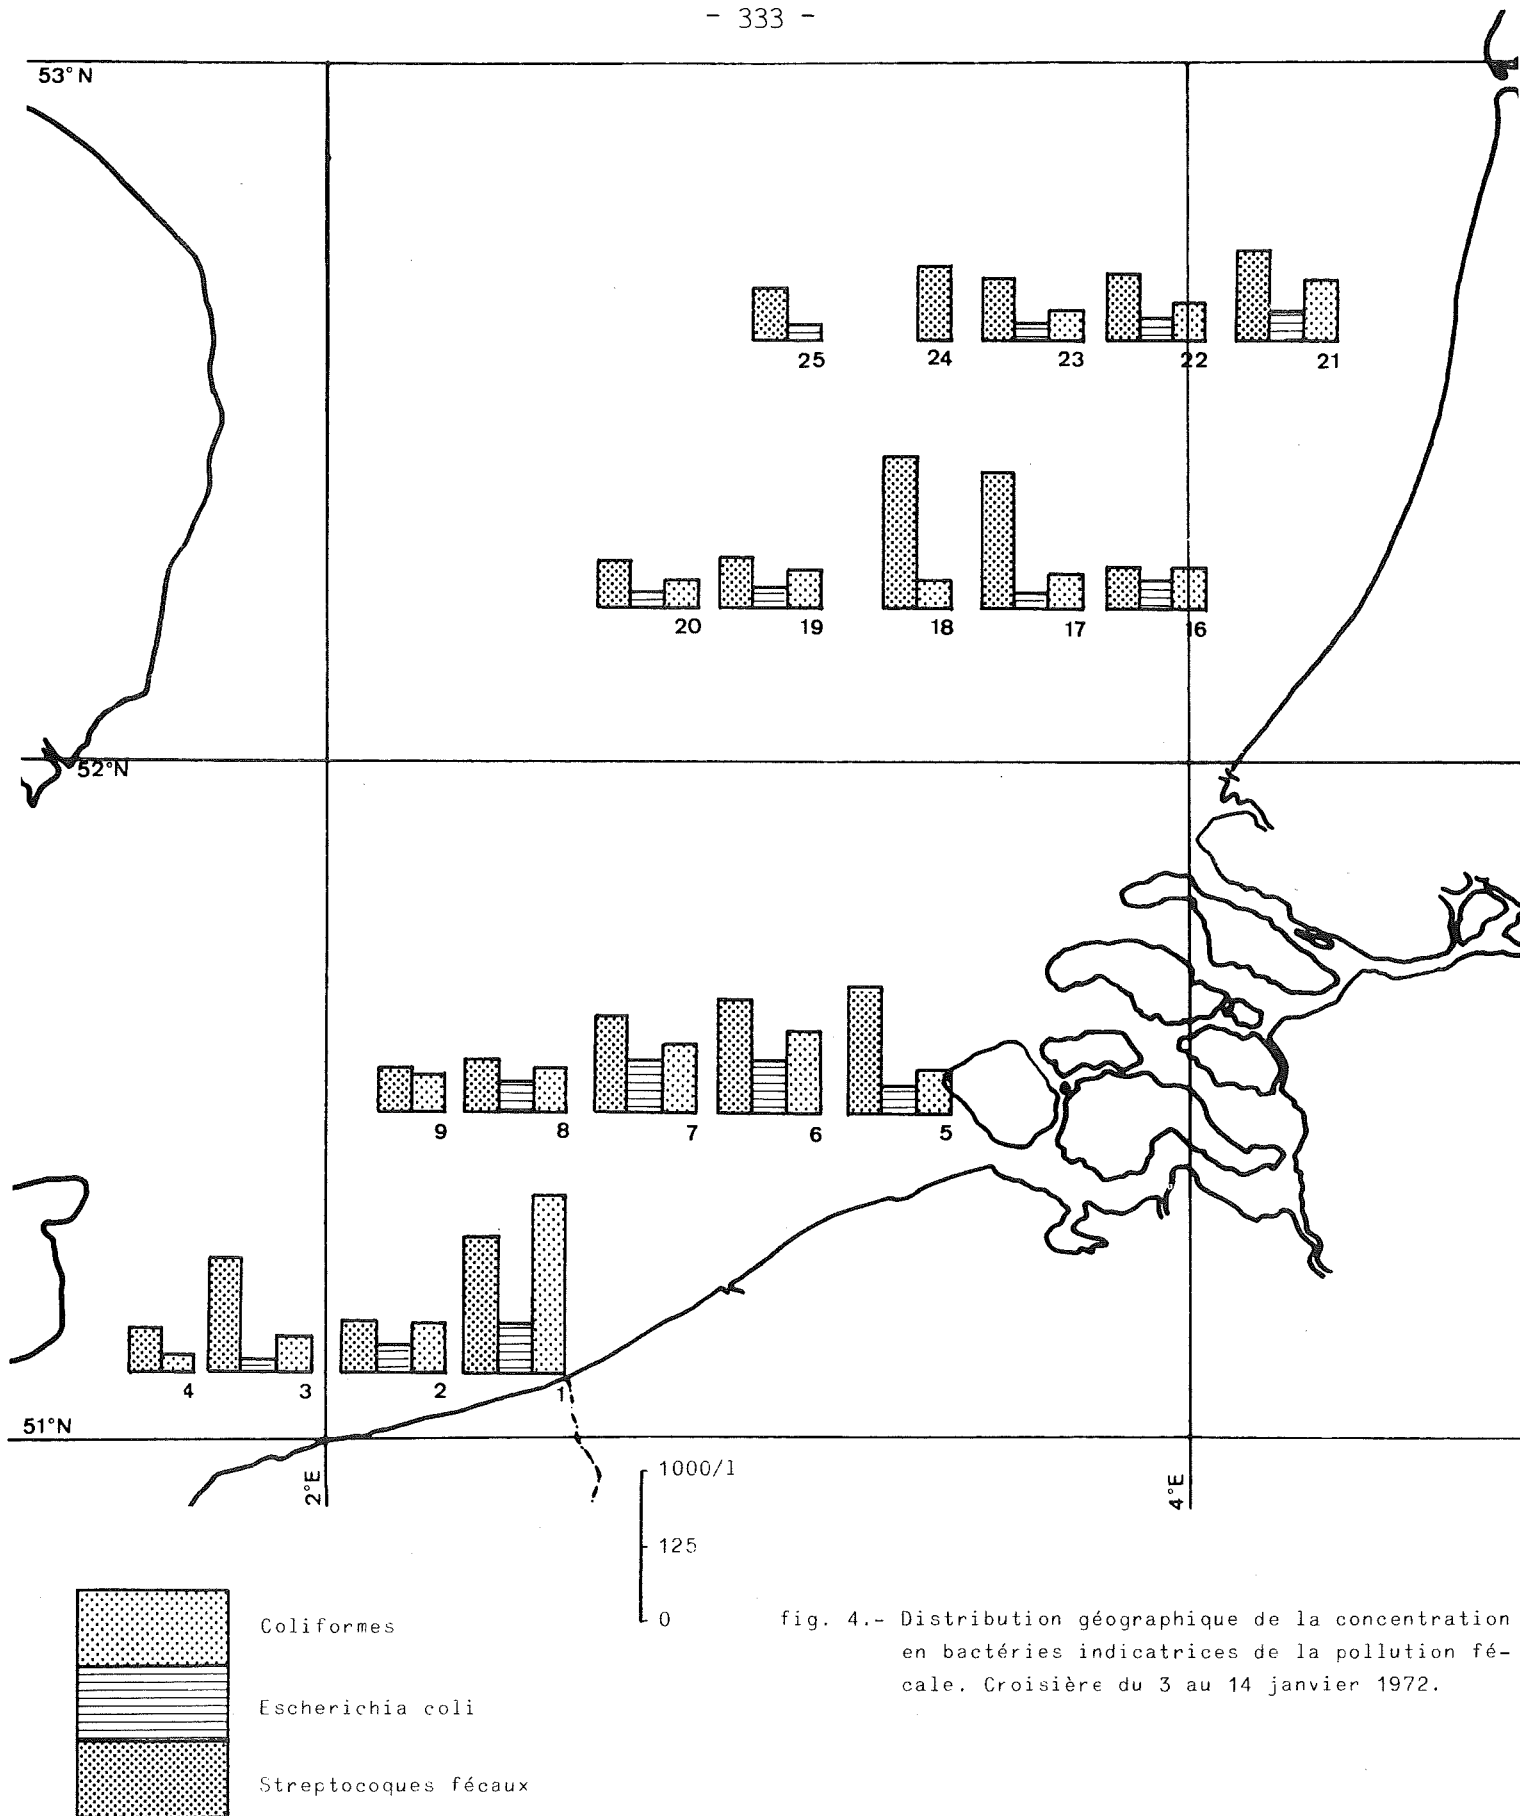 - 333 -
53° N
25 24 23 22 21
20 19 18 17 16
52°N
9 8 7 6 5
4 3 2 1
51°N
2°E
4°E
1000/l
125
0
Coliformes
Escherichia coli
Streptocoques fécaux
fig. 4.- Distribution géographique de la concentration
en bactéries indicatrices de la pollution fé-
cale. Croisière du 3 au 14 janvier 1972.